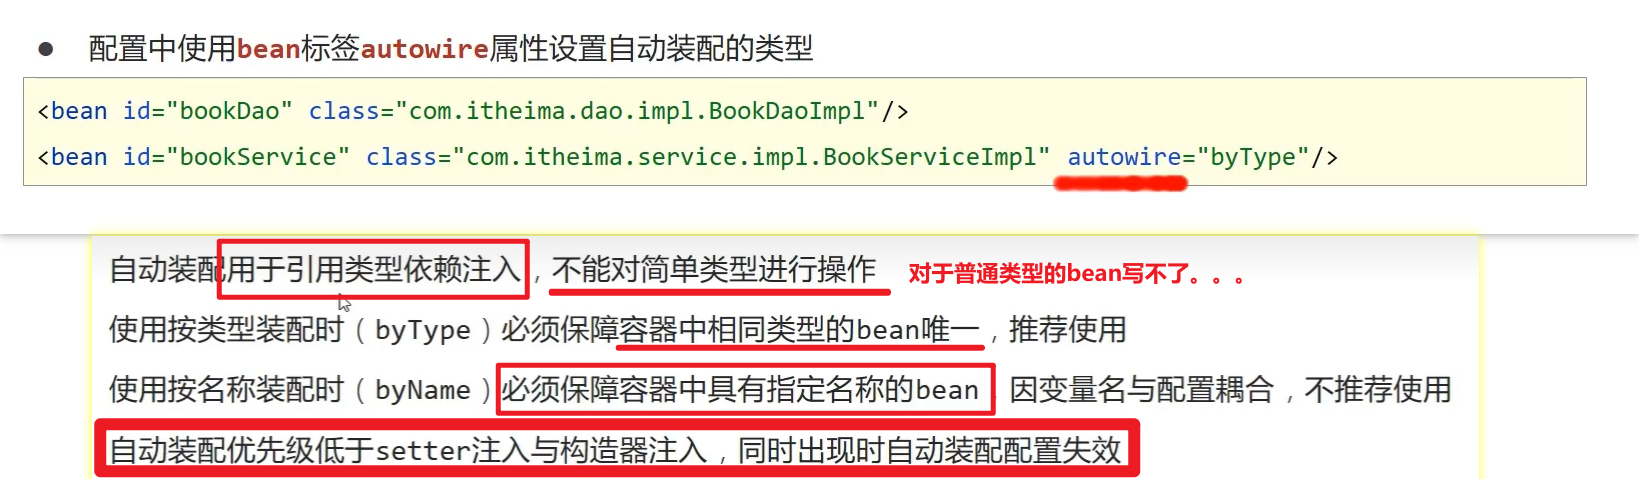 ● 配置中使用bean标签autowire属性设置自动装配的类型
<bean id="bookDao" class="com.itheima.dao.impl.BookDaoImpl"/>
<bean id="bookService" class="com.itheima.service.impl.BookServiceImpl" autowire="byType"/>
自动装配用于引用类型依赖注入，不能对简单类型进行操作 对于普通类型的bean写不了。。。
使用按类型装配时（byType）必须保障容器中相同类型的bean唯一，推荐使用
使用按名称装配时（byName）必须保障容器中具有指定名称的bean，因变量名与配置耦合，不推荐使用
自动装配优先级低于setter注入与构造器注入，同时出现时自动装配配置失效